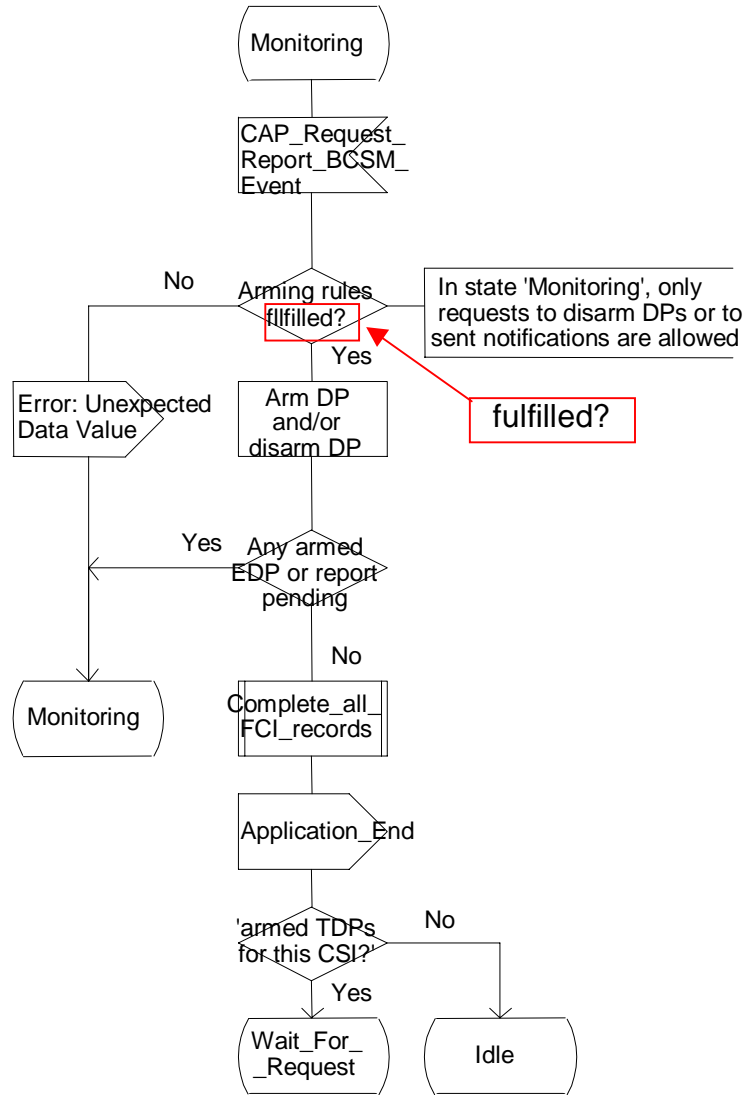 Monitoring
CAP_Request_
Report_BCSM_
Event
No
Arming rules
fllfilled?
In state 'Monitoring', only
requests to disarm DPs or to
sent notifications are allowed
Yes
fulfilled?
Error: Unexpected
Data Value
Arm DP
and/or
disarm DP
Yes
Any armed
EDP or report
pending
No
Monitoring
Complete_all_
FCI_records
Application_End
'armed TDPs
for this CSI?'
No
Yes
Wait_For_
_Request
Idle